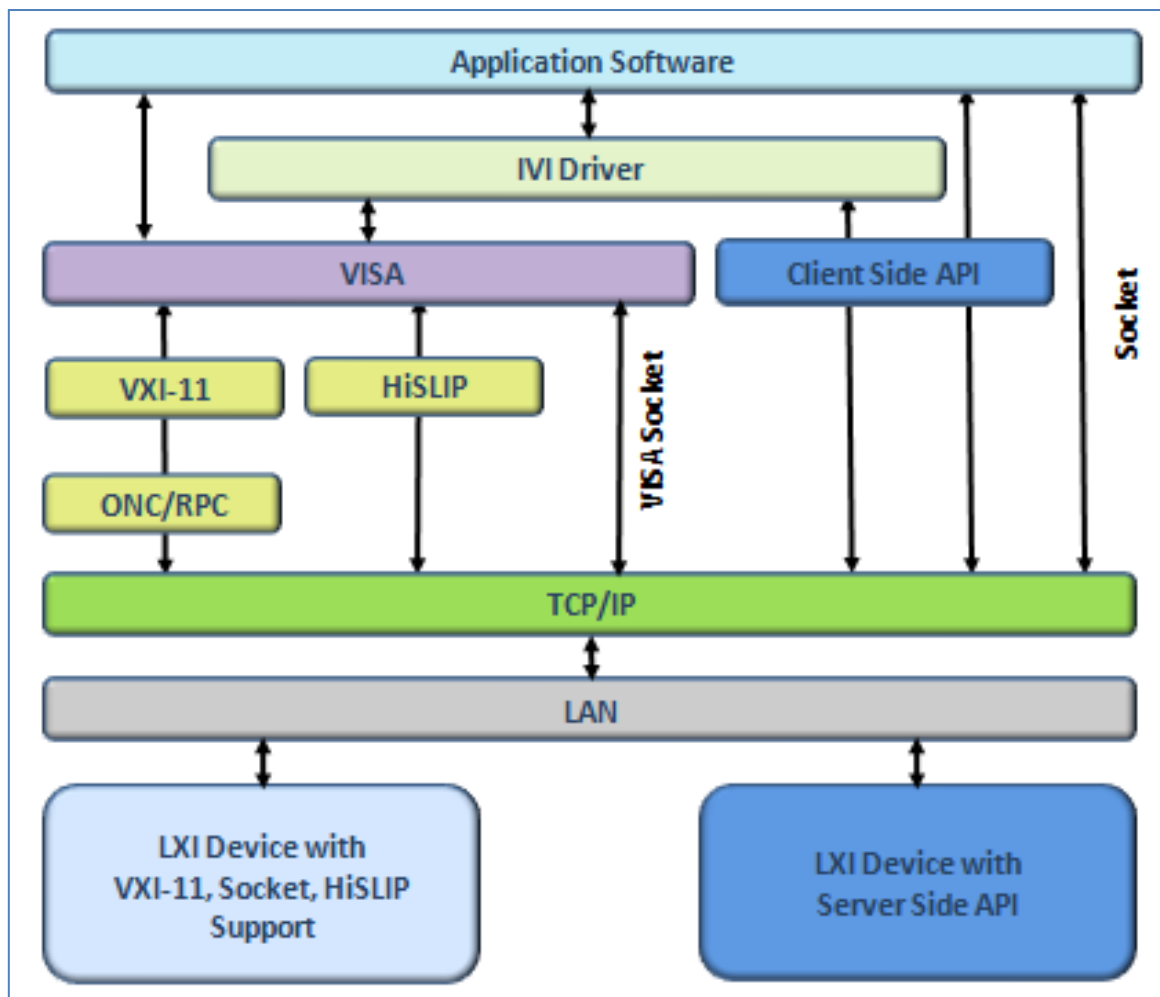 Application Software
IVI Driver
VISA
Client Side API
Socket
VXI-11
HiSLIP
VISA Socket
ONC/RPC
TCP/IP
LAN
LXI Device with
VXI-11, Socket, HiSLIP
Support
LXI Device with
Server Side API